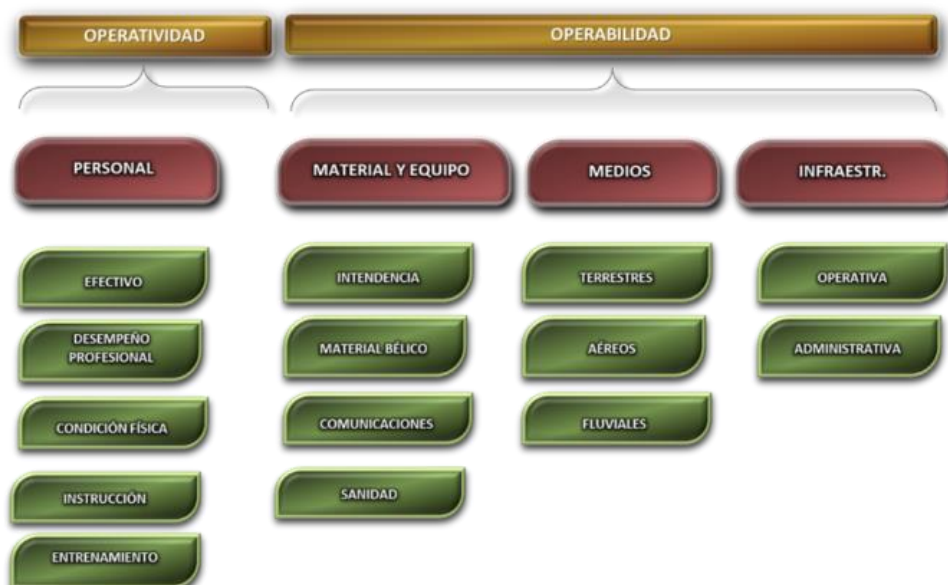 OPERATIVIDAD
OPERABILIDAD
PERSONAL
MATERIAL Y EQUIPO
MEDIOS
INFRAESTR.
EFECTIVO
INTENDENCIA
TERRESTRES
OPERATIVA
DESEMPEÑO
PROFESIONAL
MATERIAL BÉLICO
AÉREOS
ADMINISTRATIVA
CONDICIÓN FÍSICA
COMUNICACIONES
FLUVIALES
INSTRUCCIÓN
SANIDAD
ENTRENAMIENTO